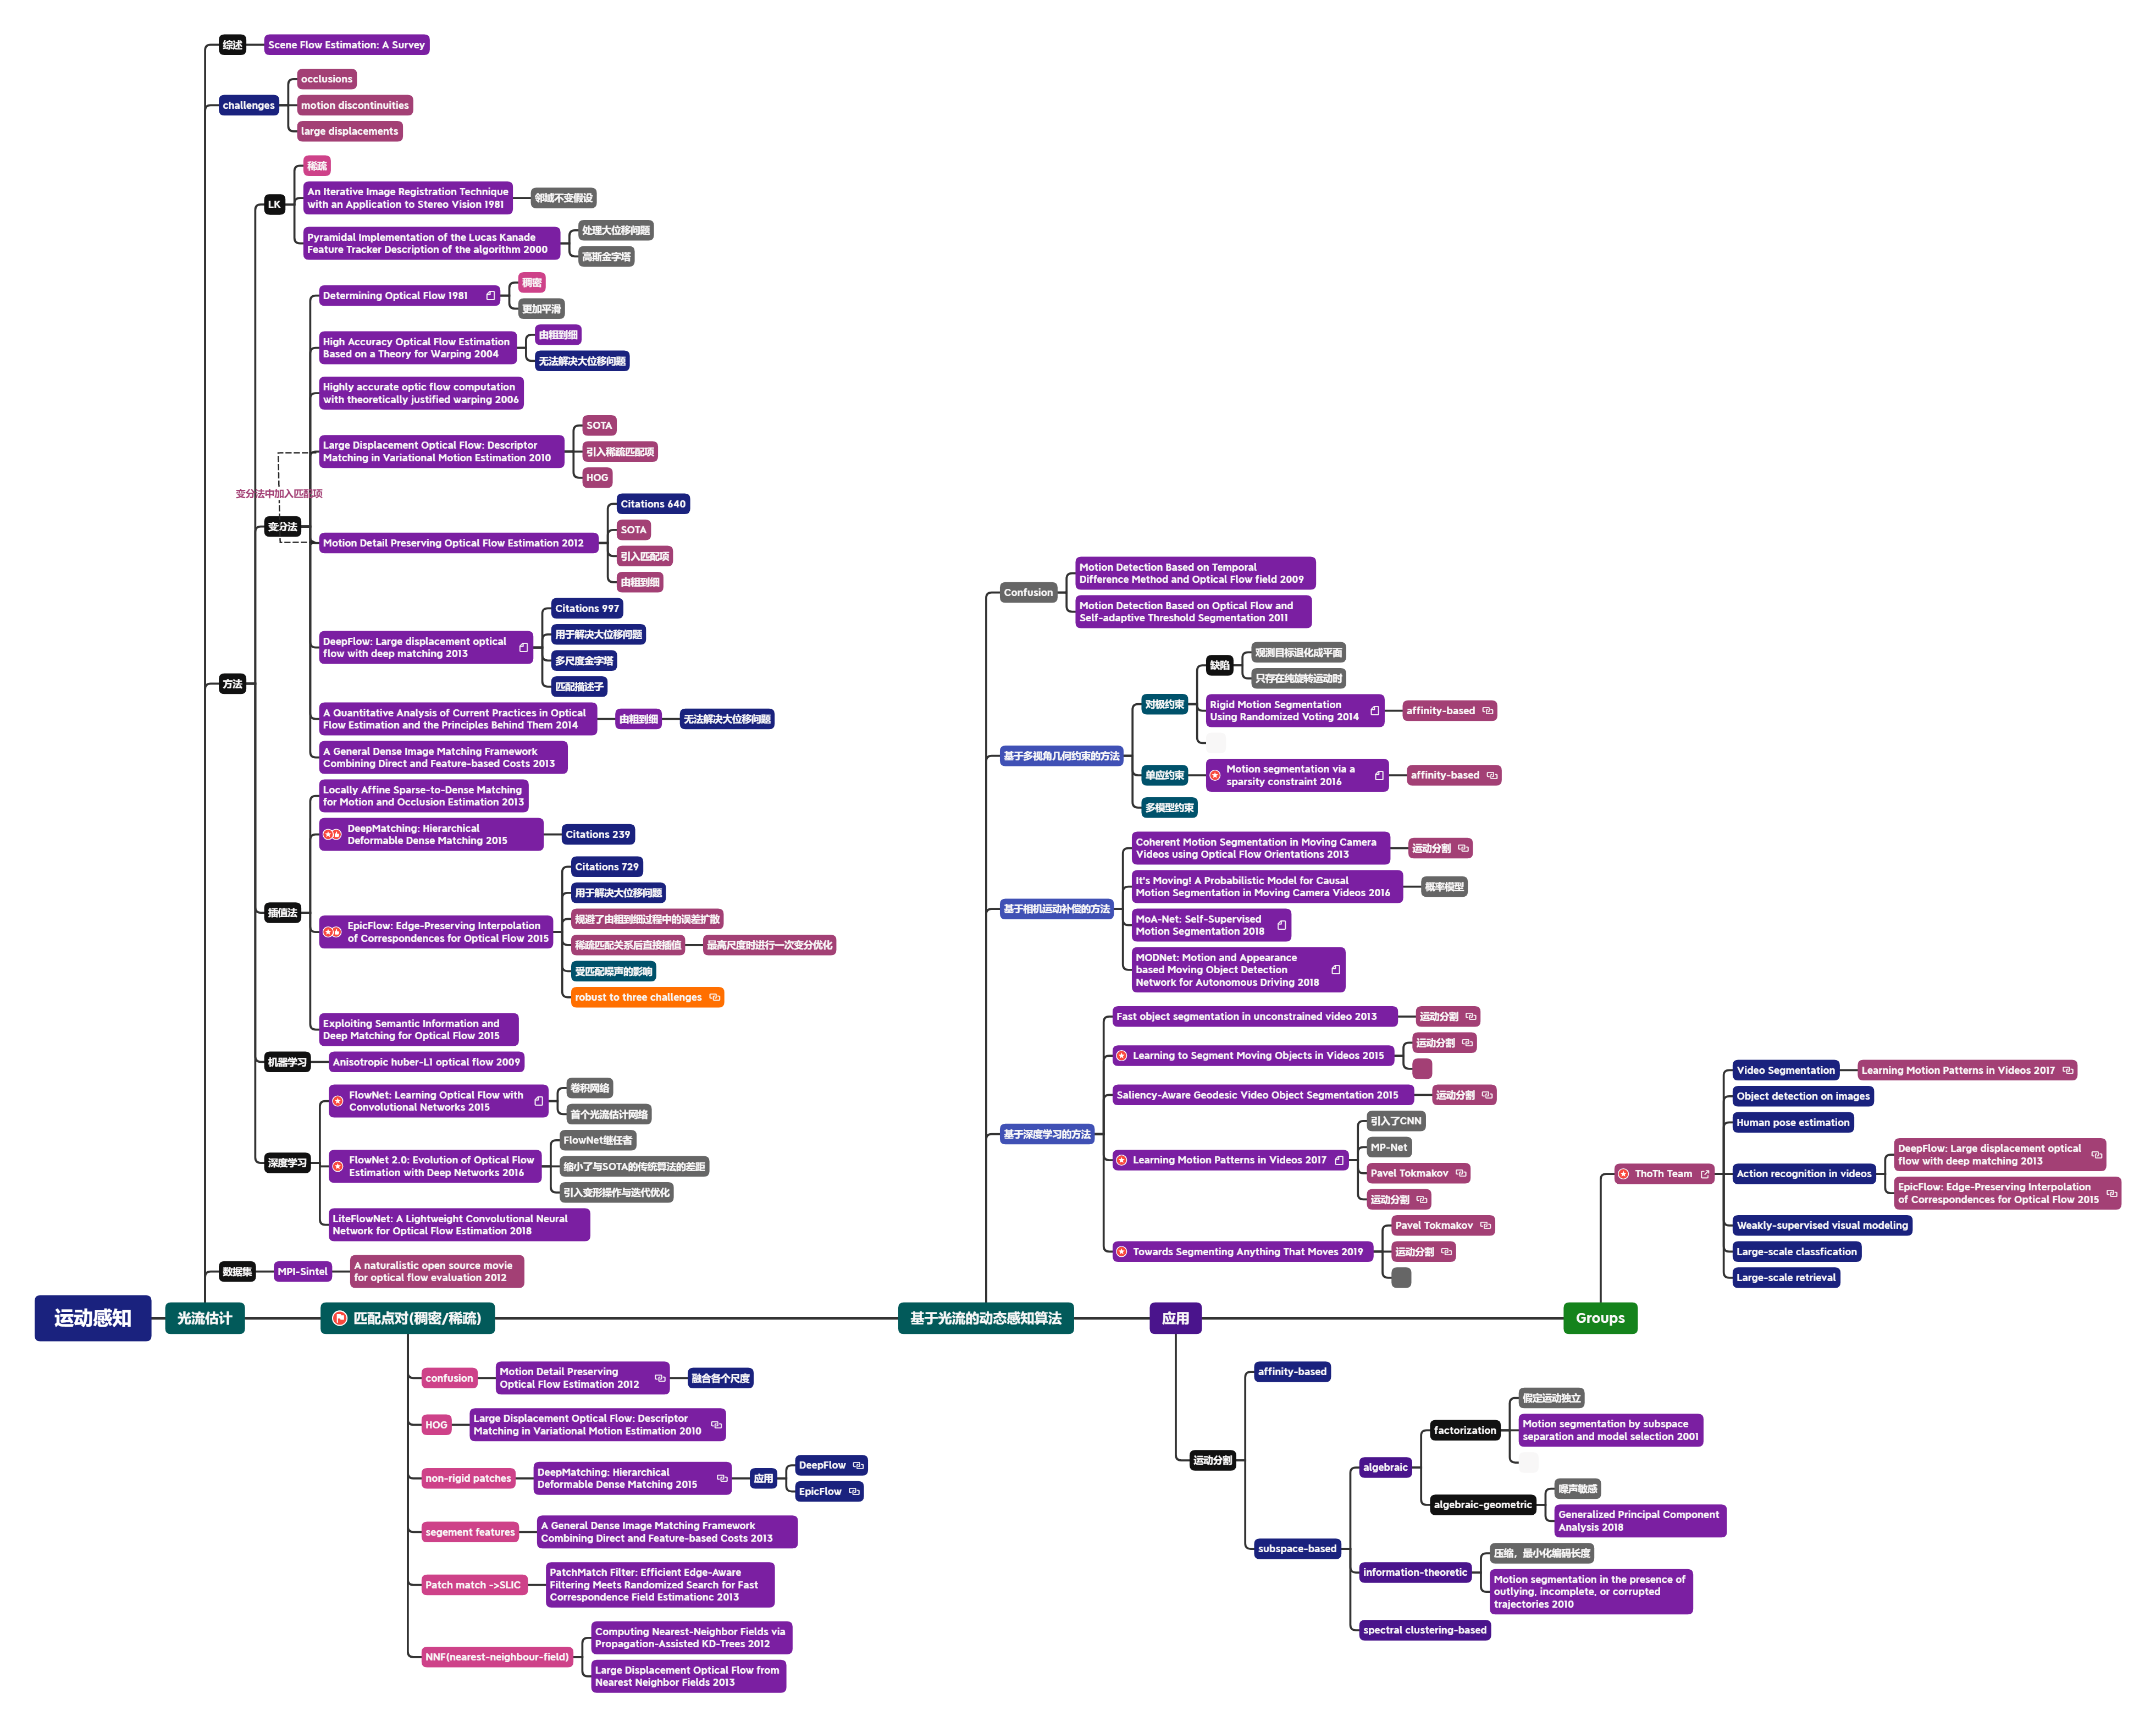 综述
Scene Flow Estimation: A Survey
challenges
occlusions
motion discontinuities
large displacements
方法
LK
稀疏
An Iterative Image Registration Technique
with an Application to Stereo Vision 1981
邻域不变假设
Pyramidal Implementation of the Lucas Kanade
Feature Tracker Description of the algorithm 2000
处理大位移问题
高斯金字塔
变分法
Determining Optical Flow 1981
稠密
更加平滑
High Accuracy Optical Flow Estimation
Based on a Theory for Warping 2004
由粗到细
无法解决大位移问题
Highly accurate optic flow computation
with theoretically justified warping 2006
Large Displacement Optical Flow: Descriptor
Matching in Variational Motion Estimation 2010
SOTA
引入稀疏匹配项
HOG
变分法中加入匹配项
Motion Detail Preserving Optical Flow Estimation 2012
Citations 640
SOTA
引入匹配项
由粗到细
DeepFlow: Large displacement optical
flow with deep matching 2013
Citations 997
用于解决大位移问题
多尺度金字塔
匹配描述子
A Quantitative Analysis of Current Practices in Optical
Flow Estimation and the Principles Behind Them 2014
由粗到细
无法解决大位移问题
A General Dense Image Matching Framework
Combining Direct and Feature-based Costs 2013
插值法
Locally Affine Sparse-to-Dense Matching
for Motion and Occlusion Estimation 2013
DeepMatching: Hierarchical
Deformable Dense Matching 2015
Citations 239
EpicFlow: Edge-Preserving Interpolation
of Correspondences for Optical Flow 2015
Citations 729
用于解决大位移问题
规避了由粗到细过程中的误差扩散
稀疏匹配关系后直接插值
最高尺度时进行一次变分优化
受匹配噪声的影响
robust to three challenges
Exploiting Semantic Information and
Deep Matching for Optical Flow 2015
机器学习
Anisotropic huber-L1 optical flow 2009
深度学习
FlowNet: Learning Optical Flow with
Convolutional Networks 2015
卷积网络
首个光流估计网络
FlowNet 2.0: Evolution of Optical Flow
Estimation with Deep Networks 2016
FlowNet继任者
缩小了与SOTA的传统算法的差距
引入变形操作与迭代优化
LiteFlowNet: A Lightweight Convolutional Neural
Network for Optical Flow Estimation 2018
数据集
MPI-Sintel
A naturalistic open source movie
for optical flow evaluation 2012
运动感知
光流估计
匹配点对(稠密/稀疏)
基于光流的动态感知算法
应用
Groups
confusion
Motion Detail Preserving
Optical Flow Estimation 2012
融合各个尺度
HOG
Large Displacement Optical Flow: Descriptor
Matching in Variational Motion Estimation 2010
non-rigid patches
DeepMatching: Hierarchical
Deformable Dense Matching 2015
应用
DeepFlow
EpicFlow
segement features
A General Dense Image Matching Framework
Combining Direct and Feature-based Costs 2013
Patch match ->SLIC
PatchMatch Filter: Efficient Edge-Aware
Filtering Meets Randomized Search for Fast
Correspondence Field Estimationc 2013
NNF(nearest-neighbour-field)
Computing Nearest-Neighbor Fields via
Propagation-Assisted KD-Trees 2012
Large Displacement Optical Flow from
Nearest Neighbor Fields 2013
Confusion
Motion Detection Based on Temporal
Difference Method and Optical Flow field 2009
Motion Detection Based on Optical Flow and
Self-adaptive Threshold Segmentation 2011
基于多视角几何约束的方法
对极约束
缺陷
观测目标退化成平面
只存在纯旋转运动时
Rigid Motion Segmentation
Using Randomized Voting 2014
affinity-based
单应约束
Motion segmentation via a
sparsity constraint 2016
affinity-based
多模型约束
基于相机运动补偿的方法
Coherent Motion Segmentation in Moving Camera
Videos using Optical Flow Orientations 2013
运动分割
It's Moving! A Probabilistic Model for Causal
Motion Segmentation in Moving Camera Videos 2016
概率模型
MoA-Net: Self-Supervised
Motion Segmentation 2018
MODNet: Motion and Appearance
based Moving Object Detection
Network for Autonomous Driving 2018
基于深度学习的方法
Fast object segmentation in unconstrained video 2013
运动分割
Learning to Segment Moving Objects in Videos 2015
运动分割
Saliency-Aware Geodesic Video Object Segmentation 2015
运动分割
Learning Motion Patterns in Videos 2017
引入了CNN
MP-Net
Pavel Tokmakov
运动分割
Towards Segmenting Anything That Moves 2019
Pavel Tokmakov
运动分割
运动分割
affinity-based
subspace-based
algebraic
factorization
假定运动独立
Motion segmentation by subspace
separation and model selection 2001
algebraic-geometric
噪声敏感
Generalized Principal Component
Analysis 2018
information-theoretic
压缩，最小化编码长度
Motion segmentation in the presence of
outlying, incomplete, or corrupted
trajectories 2010
spectral clustering-based
ThoTh Team
Video Segmentation
Learning Motion Patterns in Videos 2017
Object detection on images
Human pose estimation
Action recognition in videos
DeepFlow: Large displacement optical
flow with deep matching 2013
EpicFlow: Edge-Preserving Interpolation
of Correspondences for Optical Flow 2015
Weakly-supervised visual modeling
Large-scale classfication
Large-scale retrieval